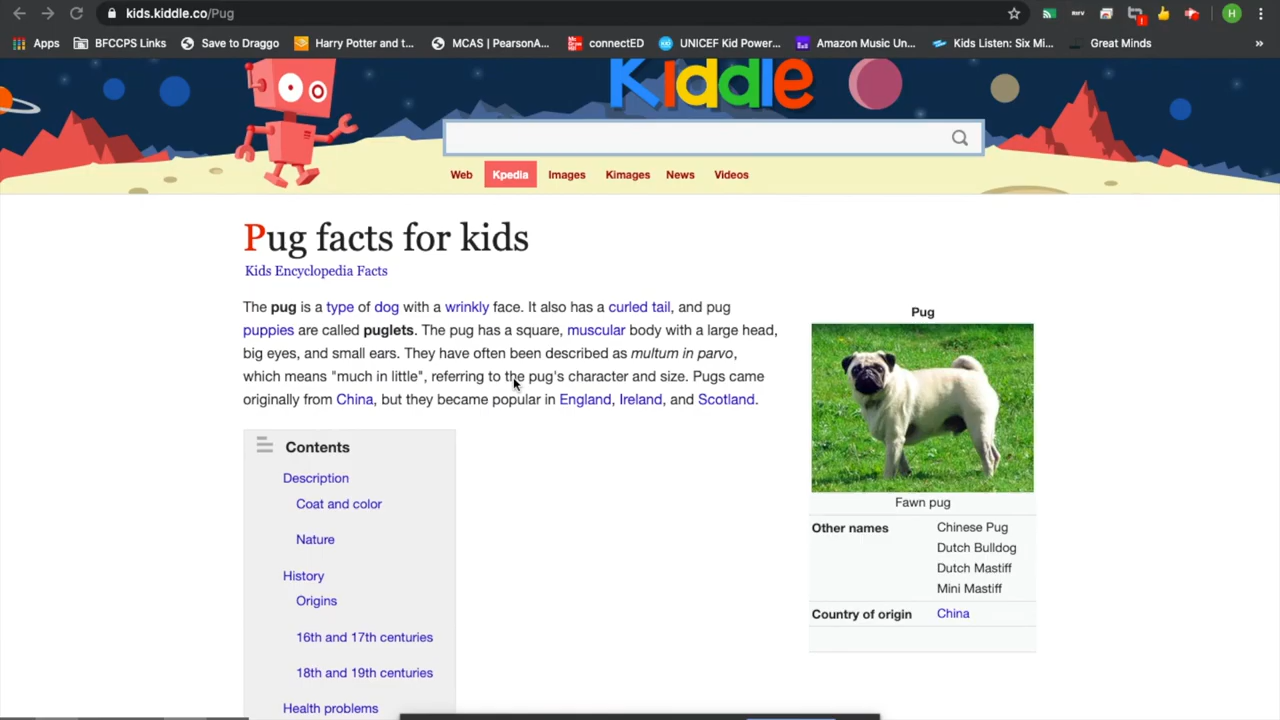 kids.kiddle.co/Pug
H
Apps BFCCPS Links Save to Draggo Harry Potter and t... MCAS | PearsonA... connectED UNICEF Kid Power... Amazon Music Un... Kids Listen: Six Mi... Great Minds »
Kiddle
Web Kpedia Images Kimages News Videos
Pug facts for kids
Kids Encyclopedia Facts
The pug is a type of dog with a wrinkly face. It also has a curled tail, and pug
puppies are called puglets. The pug has a square, muscular body with a large head,
big eyes, and small ears. They have often been described as multum in parvo,
which means "much in little", referring to the pug's character and size. Pugs came
originally from China, but they became popular in England, Ireland, and Scotland.
Contents
Description
Coat and color
Nature
History
Origins
16th and 17th centuries
18th and 19th centuries
Health problems
Pug
Fawn pug
Other names Chinese Pug
Dutch Bulldog
Dutch Mastiff
Mini Mastiff
Country of origin China